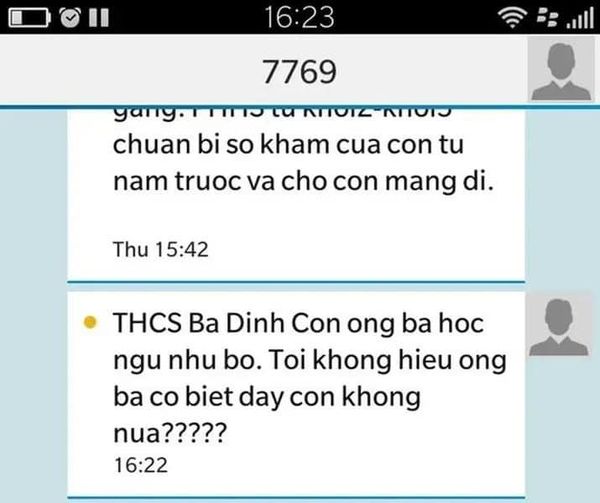 16:23
7769
chuan bi so kham cua con tu
nam truoc va cho con mang di.
Thu 15:42
THCS Ba Dinh Con ong ba hoc
ngu nhu bo. Toi khong hieu ong
ba co biet day con khong
nua?????
16:22